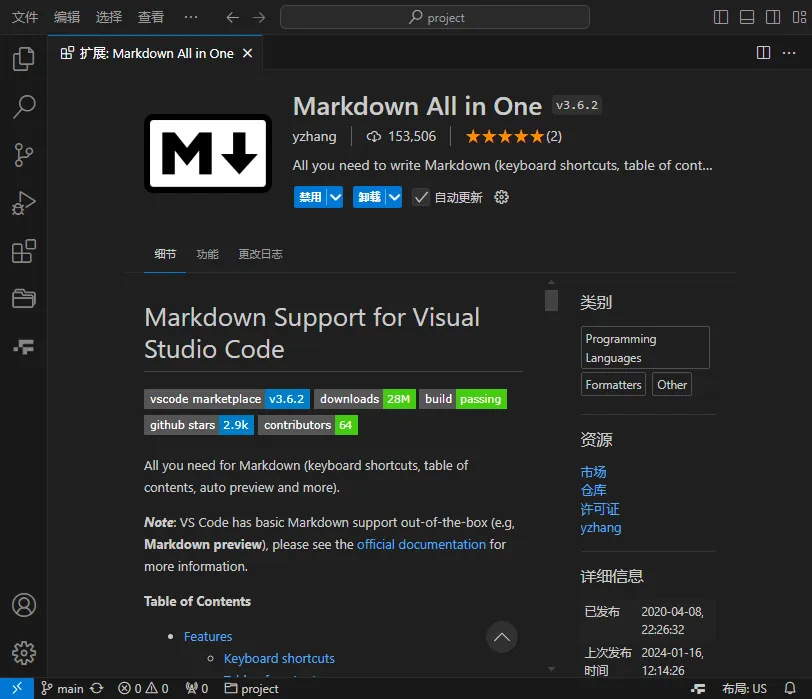 文件 编辑 选择 查看 ··· project
扩展: Markdown All in One
Markdown All in One v3.6.2
yzhang 153,506 (2)
All you need to write Markdown (keyboard shortcuts, table of cont...
禁用 卸载 自动更新
细节 功能 更改日志
Markdown Support for Visual
Studio Code
vscode marketplace v3.6.2 downloads 28M build passing
github stars 2.9k contributors 64
All you need for Markdown (keyboard shortcuts, table of
contents, auto preview and more).
Note: VS Code has basic Markdown support out-of-the-box (e.g,
Markdown preview), please see the official documentation for
more information.
Table of Contents
• Features
Keyboard shortcuts
类别
Programming
Languages
Formatters Other
资源
市场
仓库
许可证
yzhang
详细信息
已发布 2020-04-08,
22:26:32
上次发布 2024-01-16,
时间 12:14:26
main 0 0 0 project 布局: US